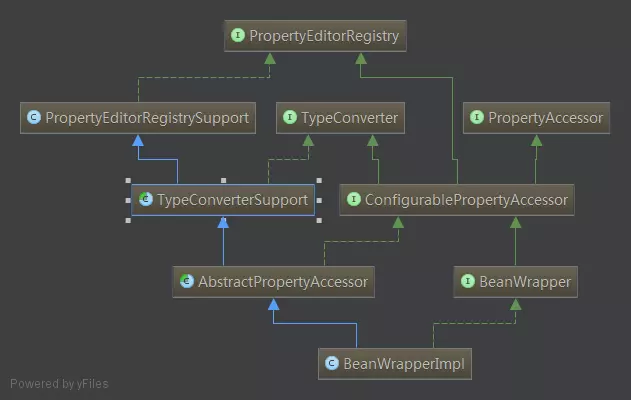 I PropertyEditorRegistry
C PropertyEditorRegistrySupport
I TypeConverter
I PropertyAccessor
C TypeConverterSupport
I ConfigurablePropertyAccessor
C AbstractPropertyAccessor
I BeanWrapper
C BeanWrapperImpl
Powered by yFiles